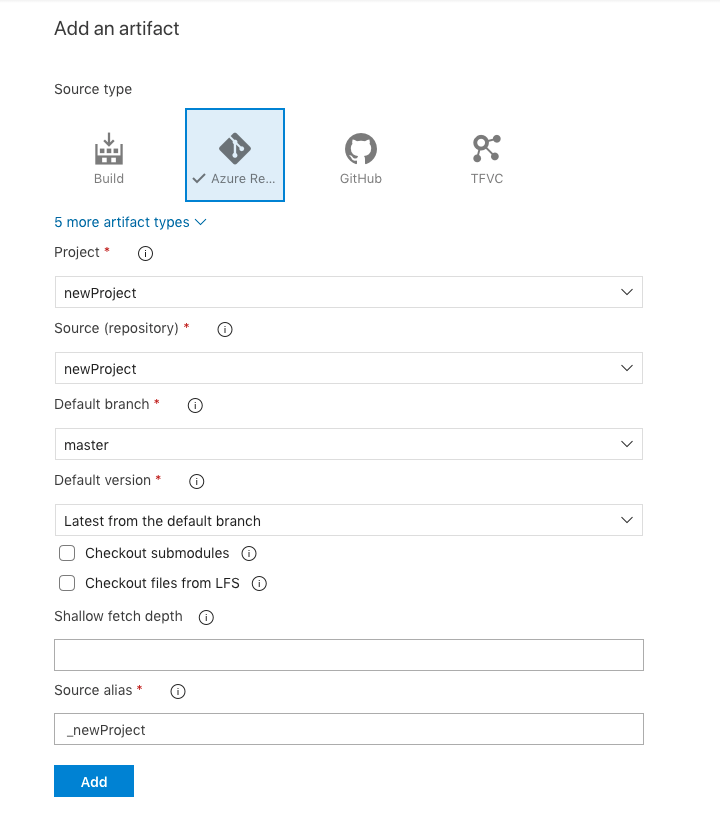 Add an artifact
Source type
Build
Azure Re...
GitHub
TFVC
5 more artifact types
Project *
newProject
Source (repository) *
newProject
Default branch *
master
Default version *
Latest from the default branch
Checkout submodules
Checkout files from LFS
Shallow fetch depth
Source alias *
_newProject
Add